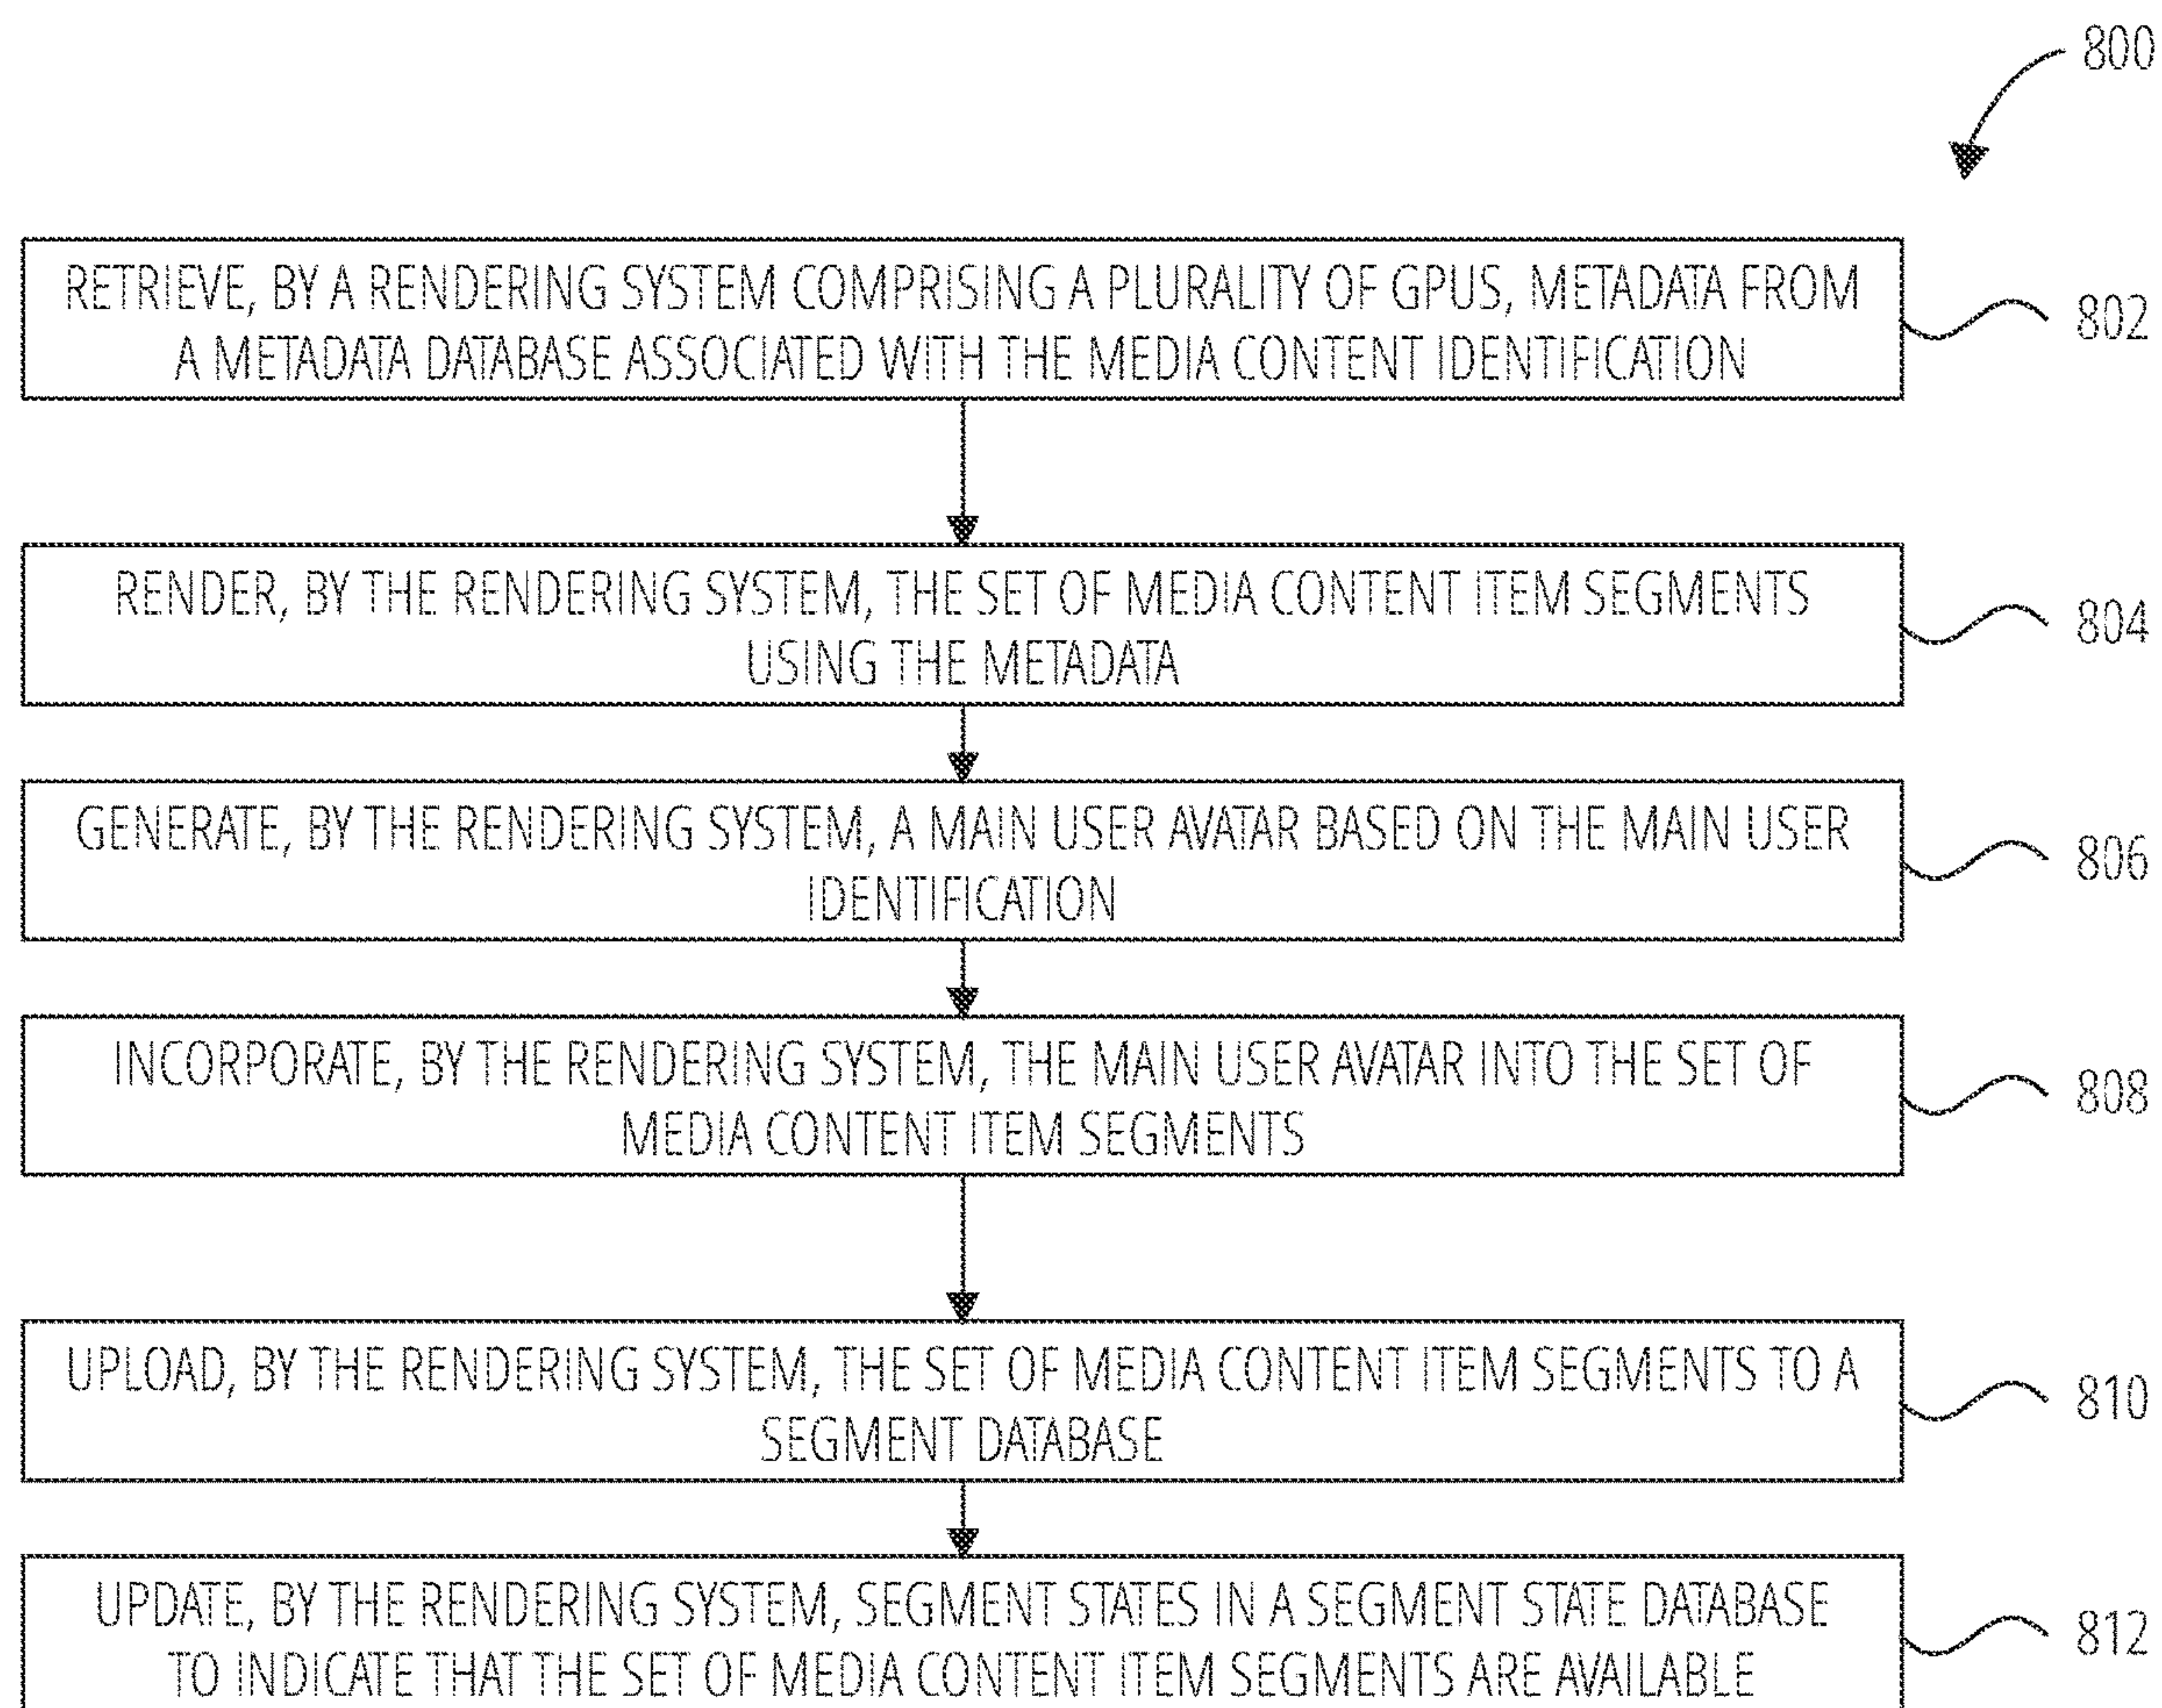 800
RETRIEVE, BY A RENDERING SYSTEM COMPRISING A PLURALITY OF GPUS, METADATA FROM
A METADATA DATABASE ASSOCIATED WITH THE MEDIA CONTENT IDENTIFICATION
802
RENDER, BY THE RENDERING SYSTEM, THE SET OF MEDIA CONTENT ITEM SEGMENTS
USING THE METADATA
804
GENERATE, BY THE RENDERING SYSTEM, A MAIN USER AVATAR BASED ON THE MAIN USER
IDENTIFICATION
806
INCORPORATE, BY THE RENDERING SYSTEM, THE MAIN USER AVATAR INTO THE SET OF
MEDIA CONTENT ITEM SEGMENTS
808
UPLOAD, BY THE RENDERING SYSTEM, THE SET OF MEDIA CONTENT ITEM SEGMENTS TO A
SEGMENT DATABASE
810
UPDATE, BY THE RENDERING SYSTEM, SEGMENT STATES IN A SEGMENT STATE DATABASE
TO INDICATE THAT THE SET OF MEDIA CONTENT ITEM SEGMENTS ARE AVAILABLE
812